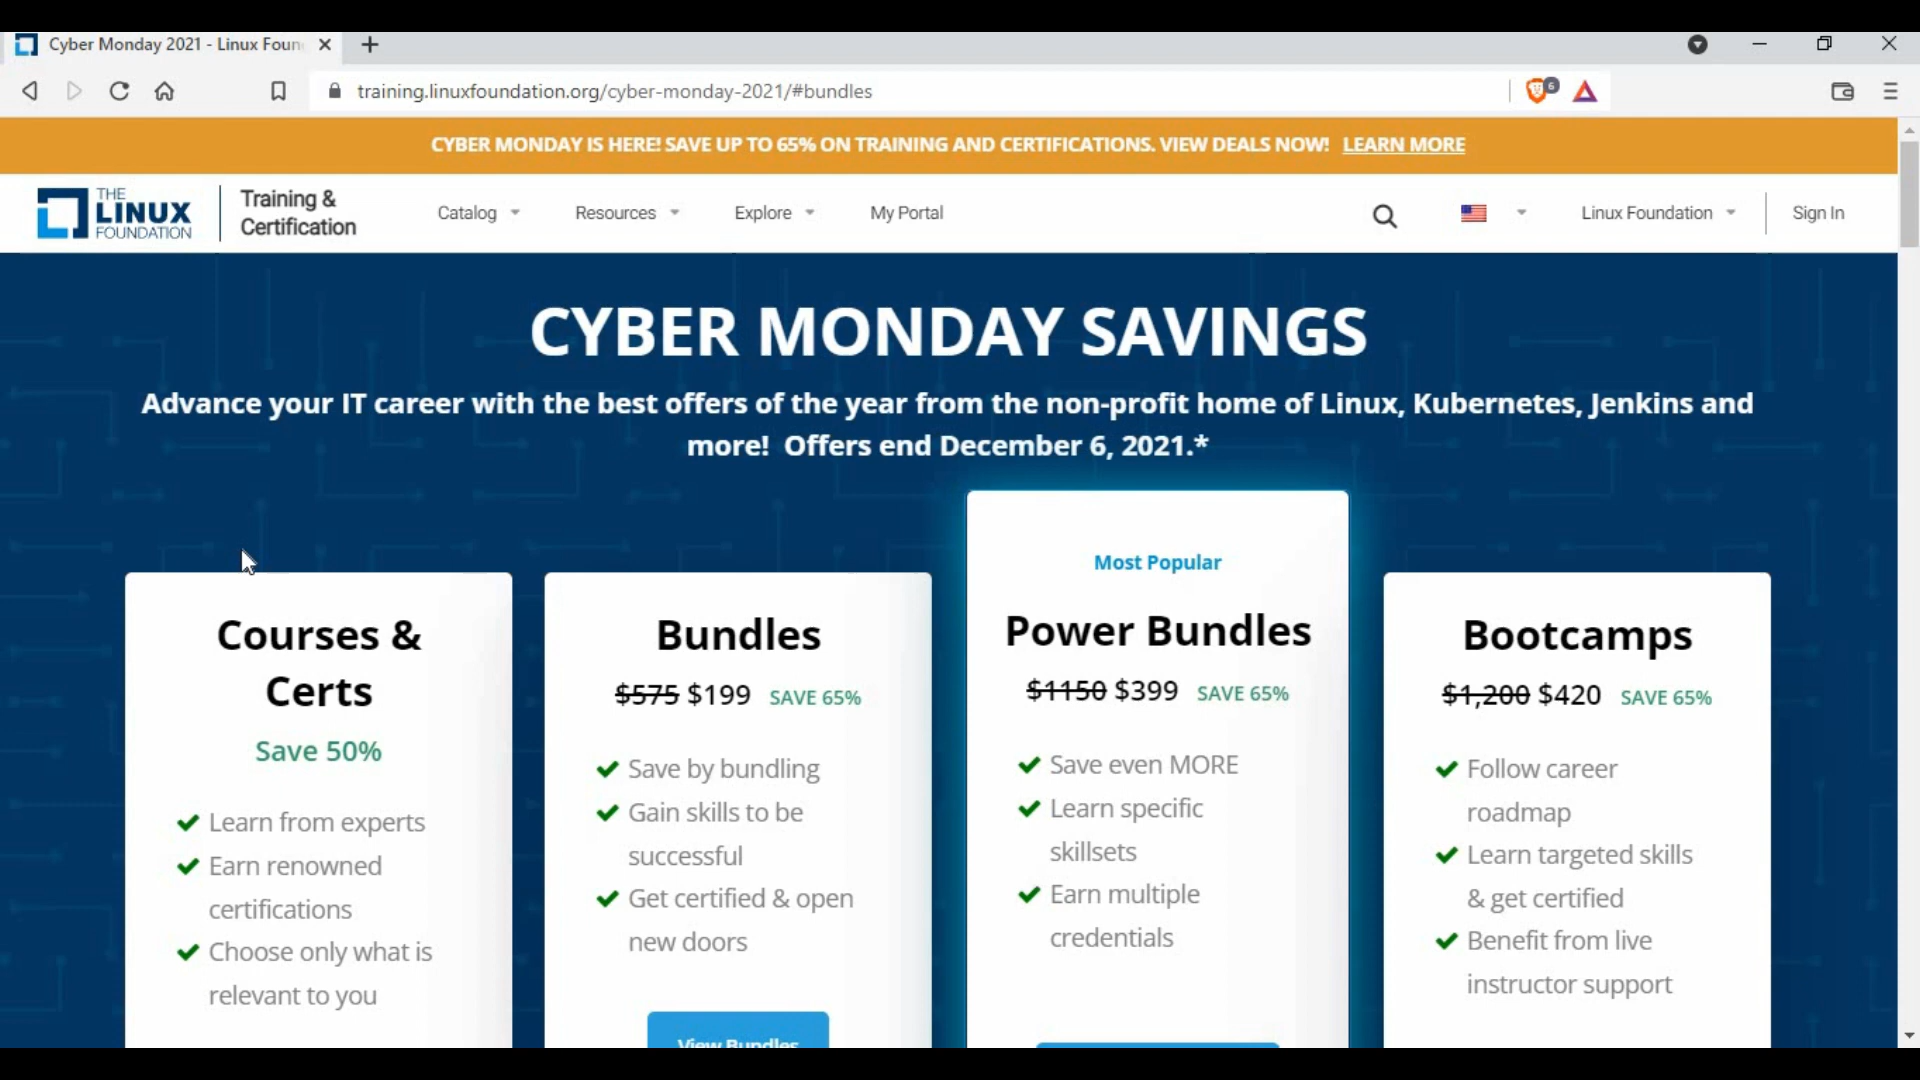 Cyber Monday 2021 - Linux Foun
training.linuxfoundation.org/cyber-monday-2021/#bundles
6
CYBER MONDAY IS HERE! SAVE UP TO 65% ON TRAINING AND CERTIFICATIONS. VIEW DEALS NOW! LEARN MORE
THE
LINUX
FOUNDATION
Training &
Certification
Catalog
Resources
Explore
My Portal
Linux Foundation
Sign In
CYBER MONDAY SAVINGS
Advance your IT career with the best offers of the year from the non-profit home of Linux, Kubernetes, Jenkins and
more! Offers end December 6, 2021.*
Courses &
Certs
Save 50%
Learn from experts
Earn renowned
certifications
Choose only what is
relevant to you
Bundles
$575 $199 SAVE 65%
Save by bundling
Gain skills to be
successful
Get certified & open
new doors
View Bundles
Most Popular
Power Bundles
$1150 $399 SAVE 65%
Save even MORE
Learn specific
skillsets
Earn multiple
credentials
Bootcamps
$1,200 $420 SAVE 65%
Follow career
roadmap
Learn targeted skills
& get certified
Benefit from live
instructor support